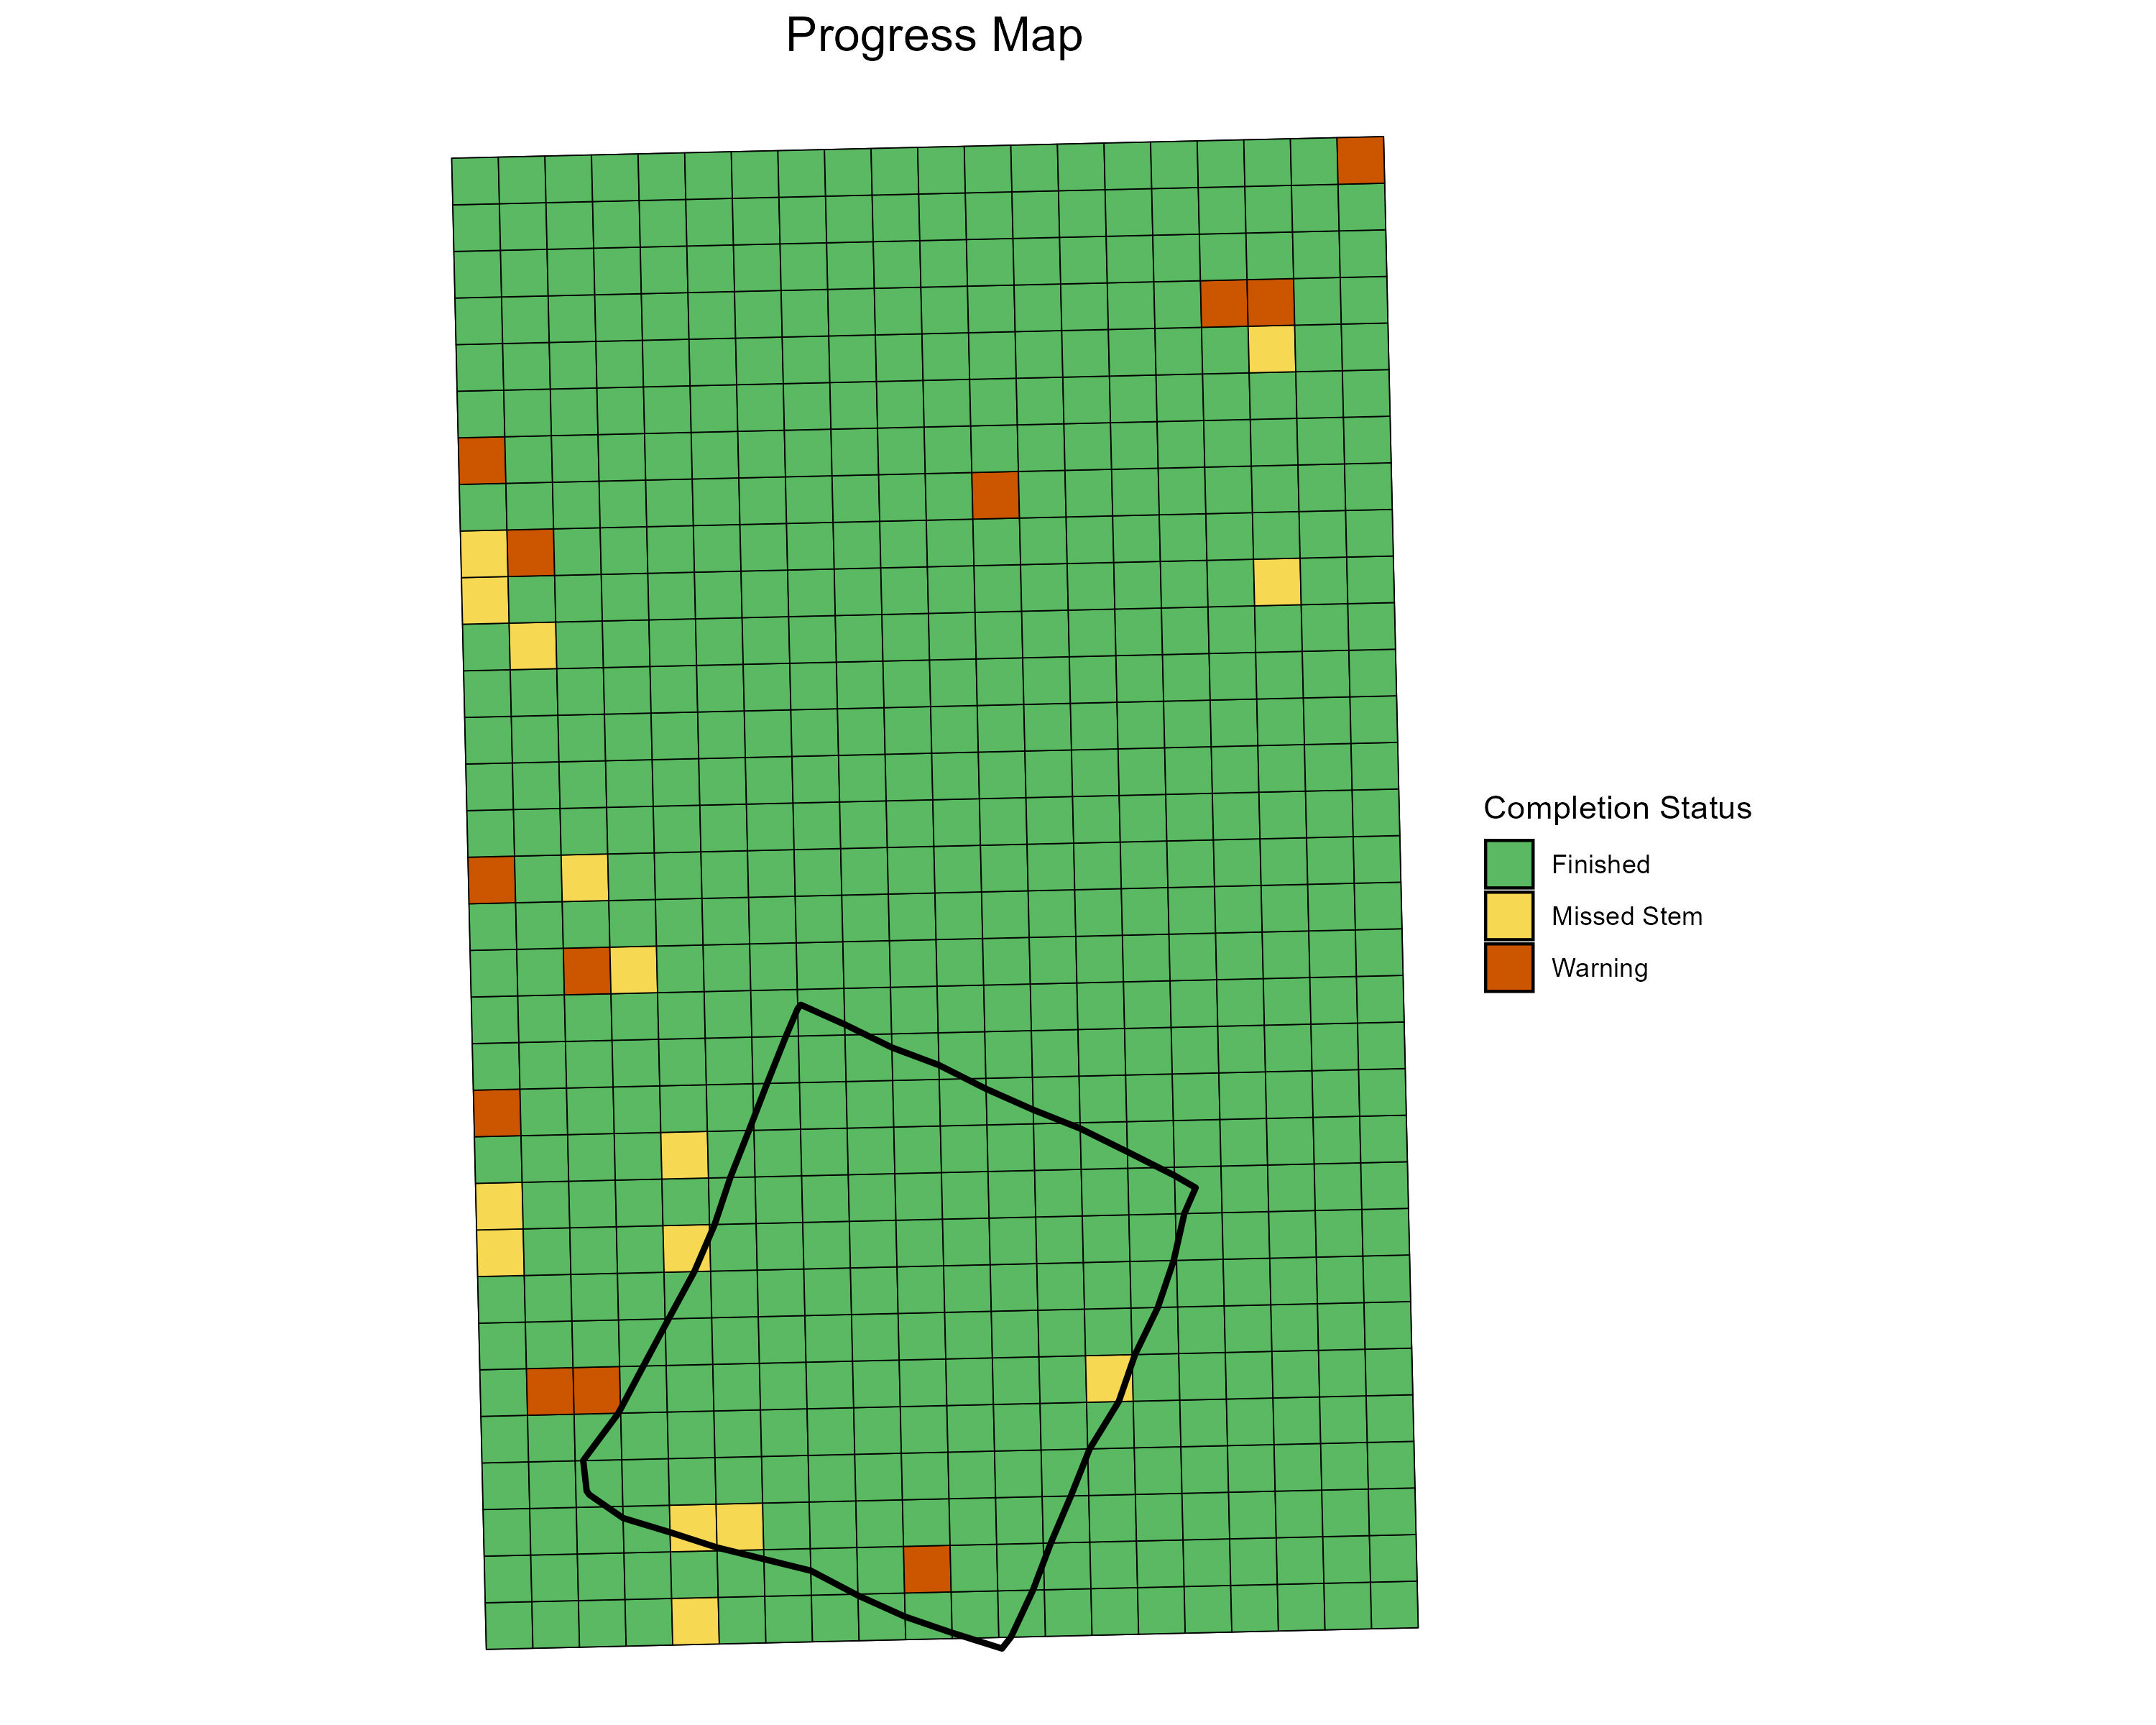 Progress Map
Completion Status
Finished
Missed Stem
Warning